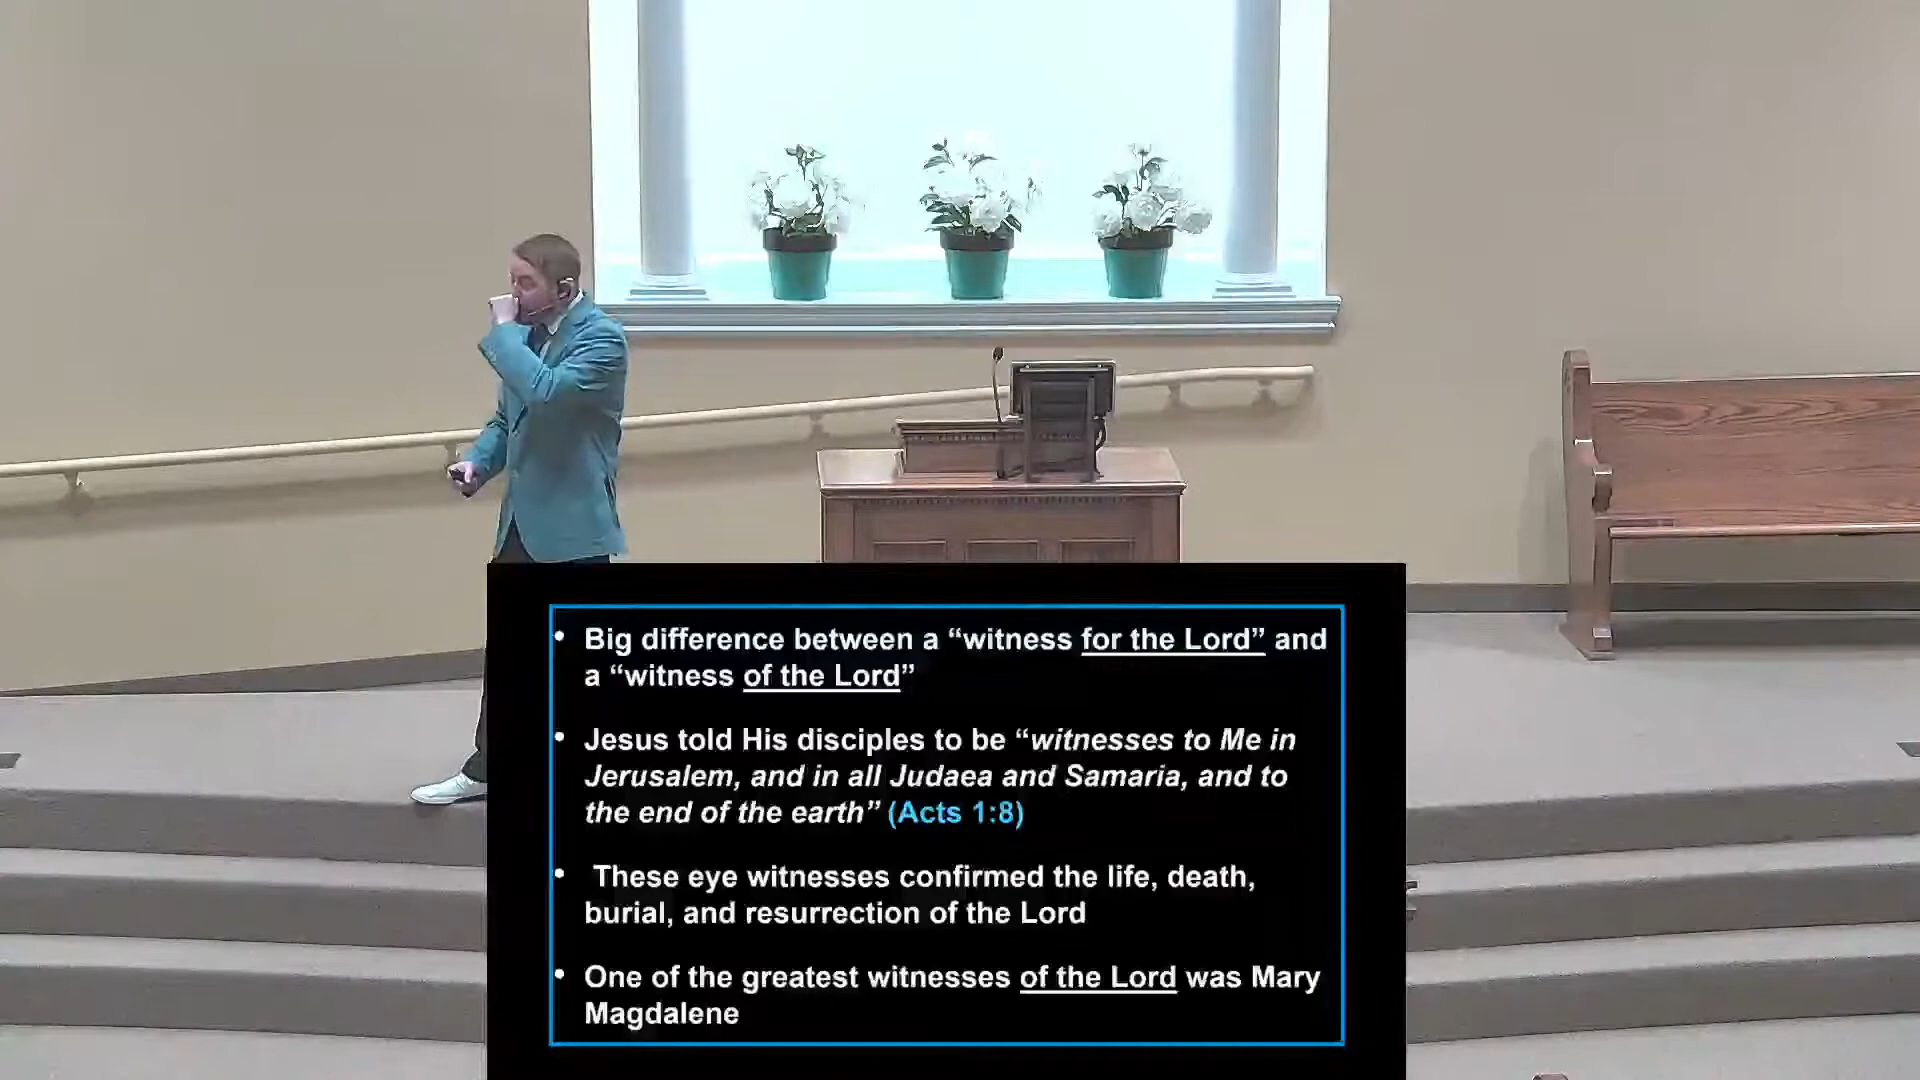 • Big difference between a “witness for the Lord” and
a “witness of the Lord”
• Jesus told His disciples to be “witnesses to Me in
Jerusalem, and in all Judaea and Samaria, and to
the end of the earth” (Acts 1:8)
• These eye witnesses confirmed the life, death,
burial, and resurrection of the Lord
• One of the greatest witnesses of the Lord was Mary
Magdalene